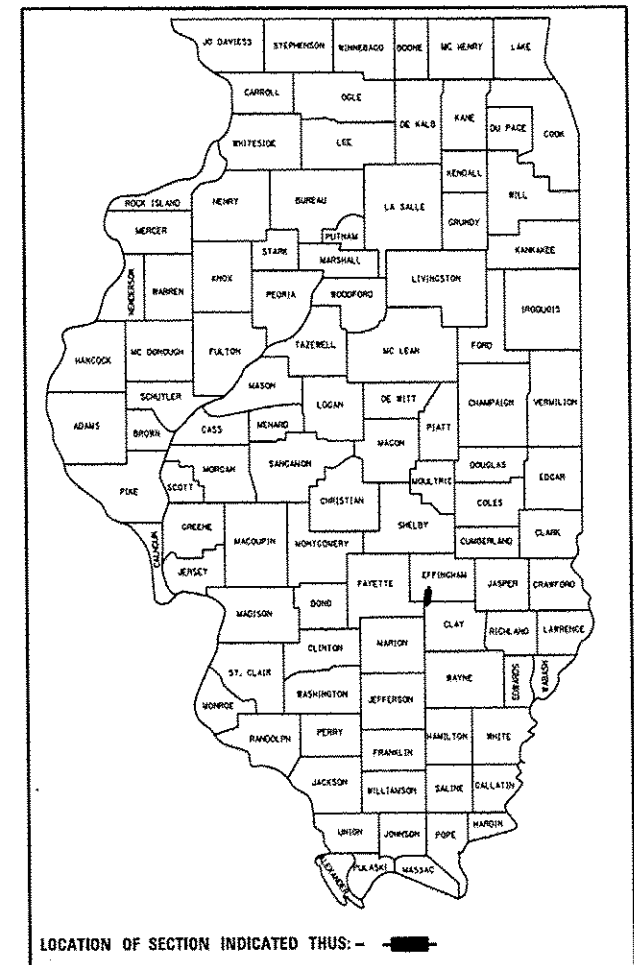 JO DAVIESS STEPHENSON WINNEBAGO BOONE MC HENRY LAKE
CARROLL OGLE DE KALB KANE DU PAGE COOK
WHITESIDE LEE
KENDALL WILL
ROCK ISLAND HENRY BUREAU LA SALLE GRUNDY
MERCER PUTNAM
STARK MARSHALL KANKAKEE
HENDERSON WARREN KNOX PEORIA WOODFORD LIVINGSTON IROQUOIS
HANCOCK MC DONOUGH FULTON TAZEWELL MC LEAN FORD
MASON
SCHUYLER LOGAN DE WITT CHAMPAIGN VERMILION
ADAMS BROWN CASS MENARD MACON PIATT
MORGAN SANGAMON DOUGLAS EDGAR
PIKE SCOTT CHRISTIAN MOULTRIE COLES
GREENE MACOUPIN MONTGOMERY SHELBY CUMBERLAND CLARK
CALHOUN JERSEY FAYETTE EFFINGHAM JASPER CRAWFORD
MADISON BOND
CLAY RICHLAND LAWRENCE
CLINTON MARION
ST. CLAIR WASHINGTON WAYNE EDWARDS WABASH
MONROE JEFFERSON
RANDOLPH PERRY HAMILTON WHITE
FRANKLIN
JACKSON WILLIAMSON SALINE GALLATIN
UNION JOHNSON POPE HARDIN
ALEXANDER PULASKI MASSAC
LOCATION OF SECTION INDICATED THUS: -